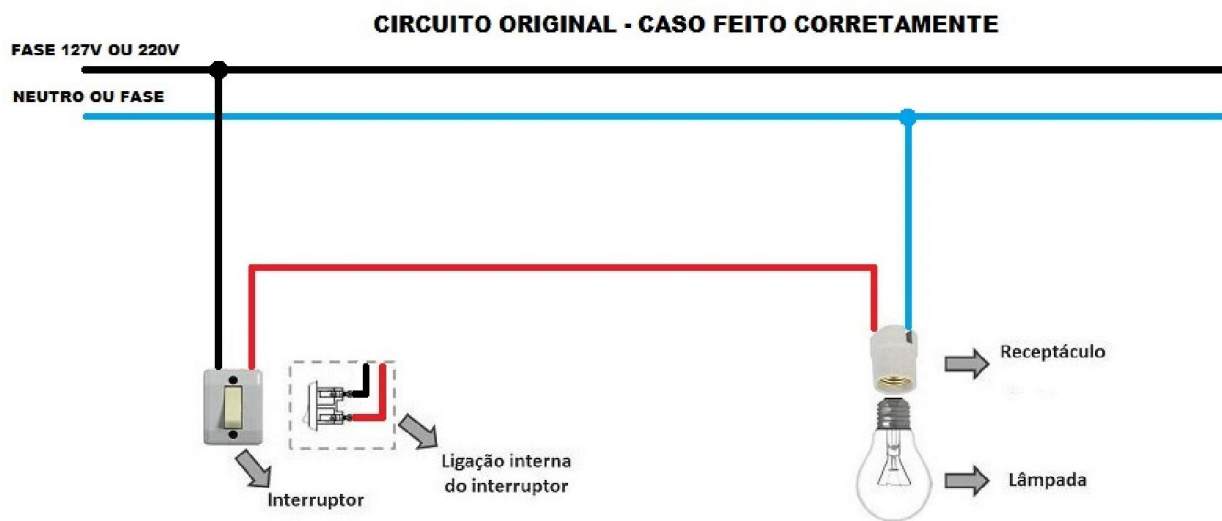 CIRCUITO ORIGINAL - CASO FEITO CORRETAMENTE
FASE 127V OU 220V
NEUTRO OU FASE
Receptáculo
Ligação interna
do interruptor
Interruptor
Lâmpada